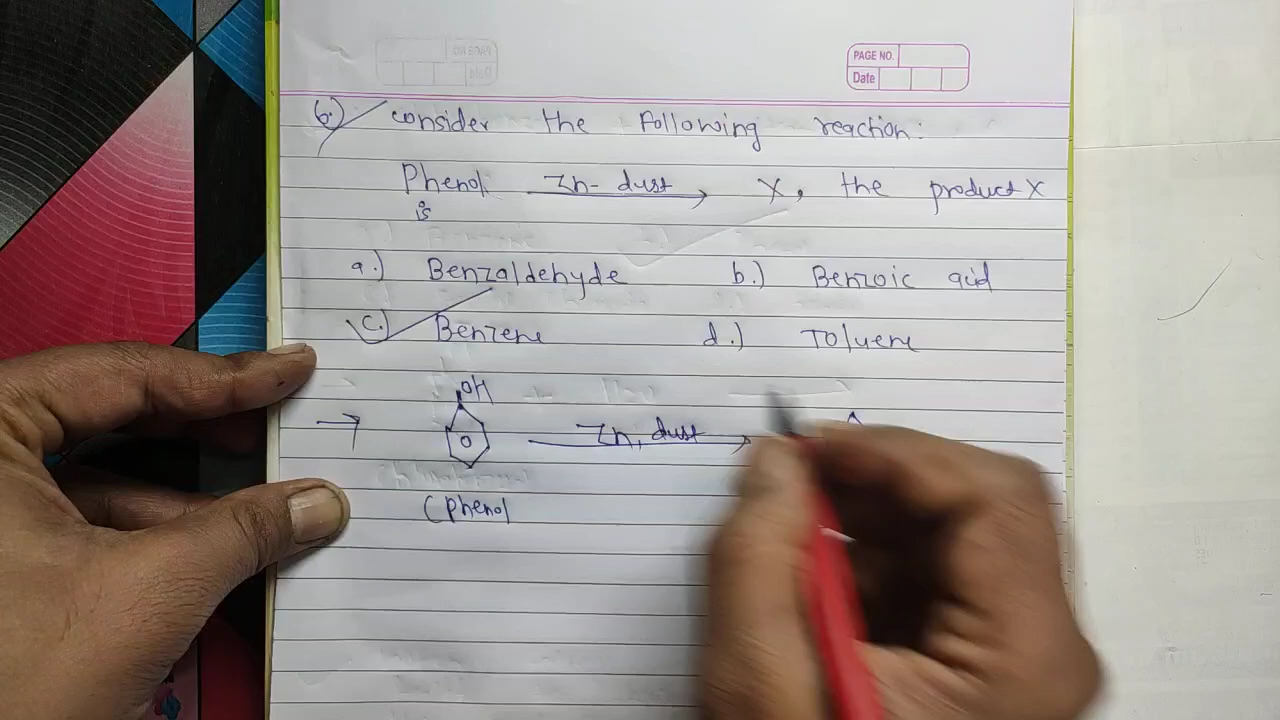 PAGE NO.
Date
6.) consider the following reaction:
Phenol Zn-dust X, the product X
is
a.) Benzaldehyde b.) Benzoic acid
c.) Benzene d.) Toluene
OH
Zn, dust
(phenol